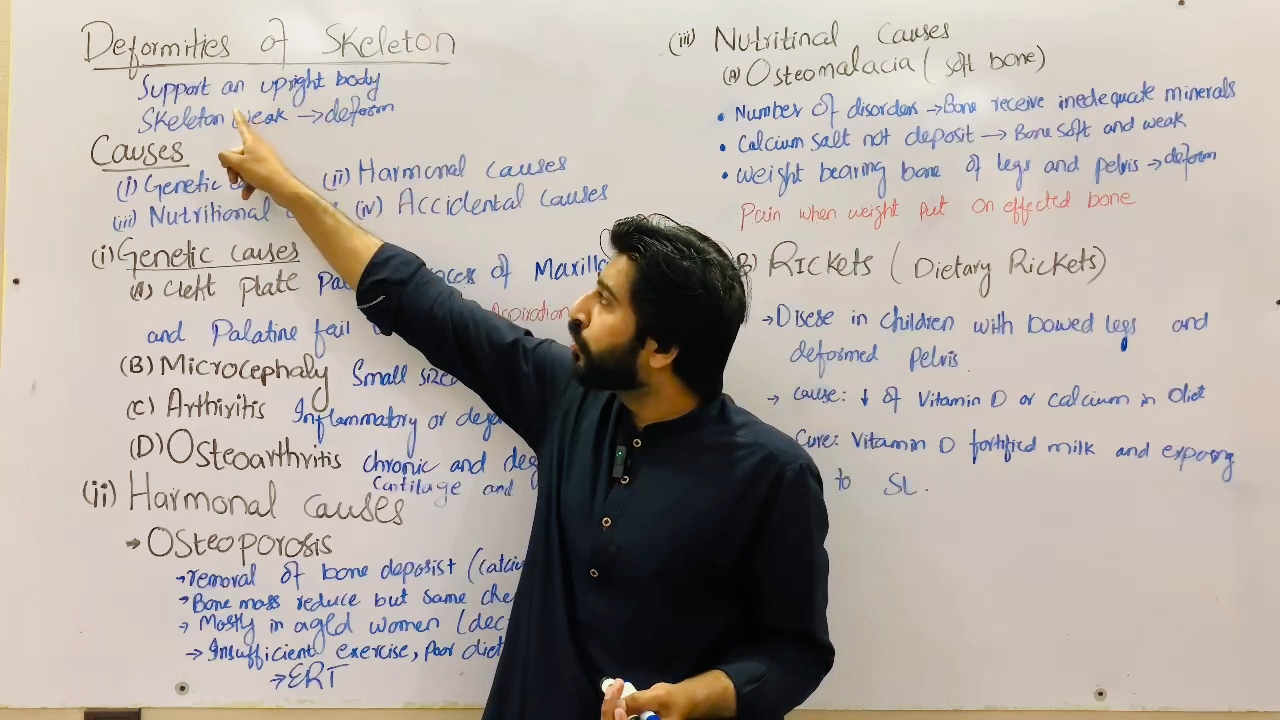 Deformities of Skeleton
Support an upright body
Skeleton weak → deform
Causes
(i) Genetic (ii) Harmonal causes
(iii) Nutritional (iv) Accidental causes
(i) Genetic causes
(A) Cleft Plate of Maxilla
Aspiration
and Palatine fail
(B) Microcephaly Small size
(C) Arthiritis Inflammatory or
(D) Osteoarthritis chronic and
Cartilage and
(ii) Harmonal Causes
→ Osteoporosis
→ removal of bone deposist
→ Bone mass reduce but same
→ Mostly in aged women
→ Insufficient exercise, Poor diet
→ ERT
(iii) Nutritinal Causes
(A) Osteomalacia (soft bone)
• Number of disorders → Bone receive inedequate minerals
• Calcium salt not deposit → Bone soft and weak
• Weight bearing bone of legs and pelvis → deform
Pain when weight put on effected bone
B) Rickets (Dietary Rickets)
→ Disese in children with bowed legs and
deformed pelvis.
→ cause: ↓ of Vitamin D or calcium in Diet
Cure: Vitamin D fortified milk and exposing
to SL.